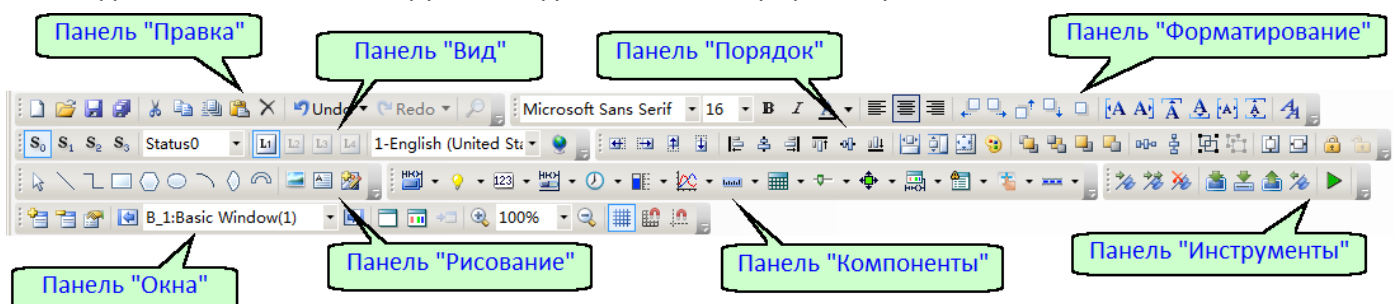 Панель "Правка"
Панель "Вид"
Панель "Порядок"
Панель "Форматирование"
Undo Redo Microsoft Sans Serif 16 B I A A A A A A A A
S0 S1 S2 S3 Status0 L1 L2 L3 L4 1-English (United Sta
123
B_1:Basic Window(1) 100%
Панель "Окна"
Панель "Рисование"
Панель "Компоненты"
Панель "Инструменты"